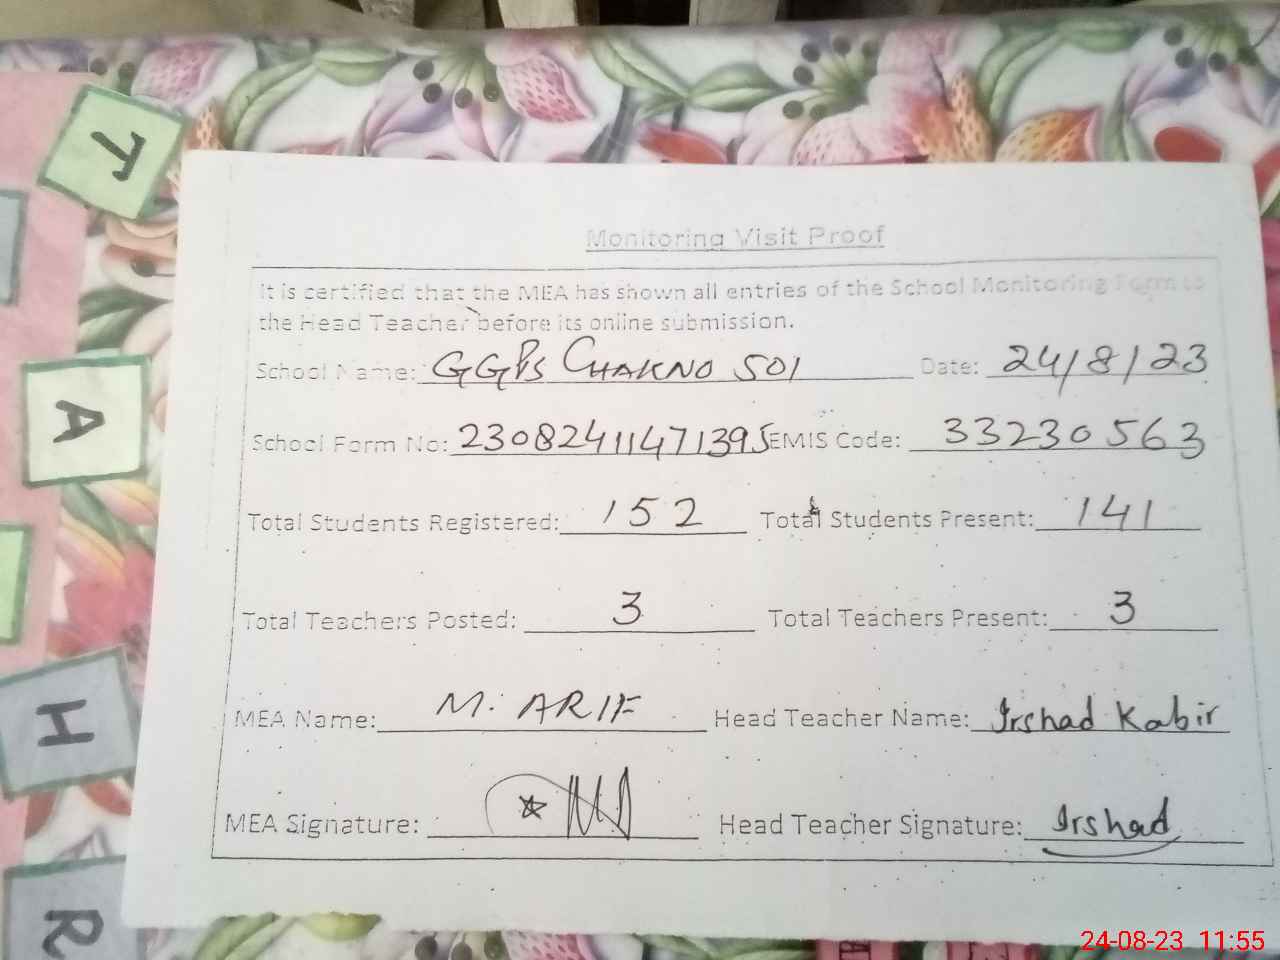 Monitoring Visit Proof
It is certified that the MEA has shown all entries of the School Monitoring Form to
the Head Teacher before its online submission.
School Name: GGPS CHAKNO 501 Date: 24/8/23
School Form No: 230824114471395 EMIS Code: 33230563
Total Students Registered: 152 Total Students Present: 141
Total Teachers Posted: 3 Total Teachers Present: 3
MEA Name: M. ARIF Head Teacher Name: Irshad Kabir
MEA Signature: Head Teacher Signature: Irshad
T
A
H
R
24-08-23 11:55